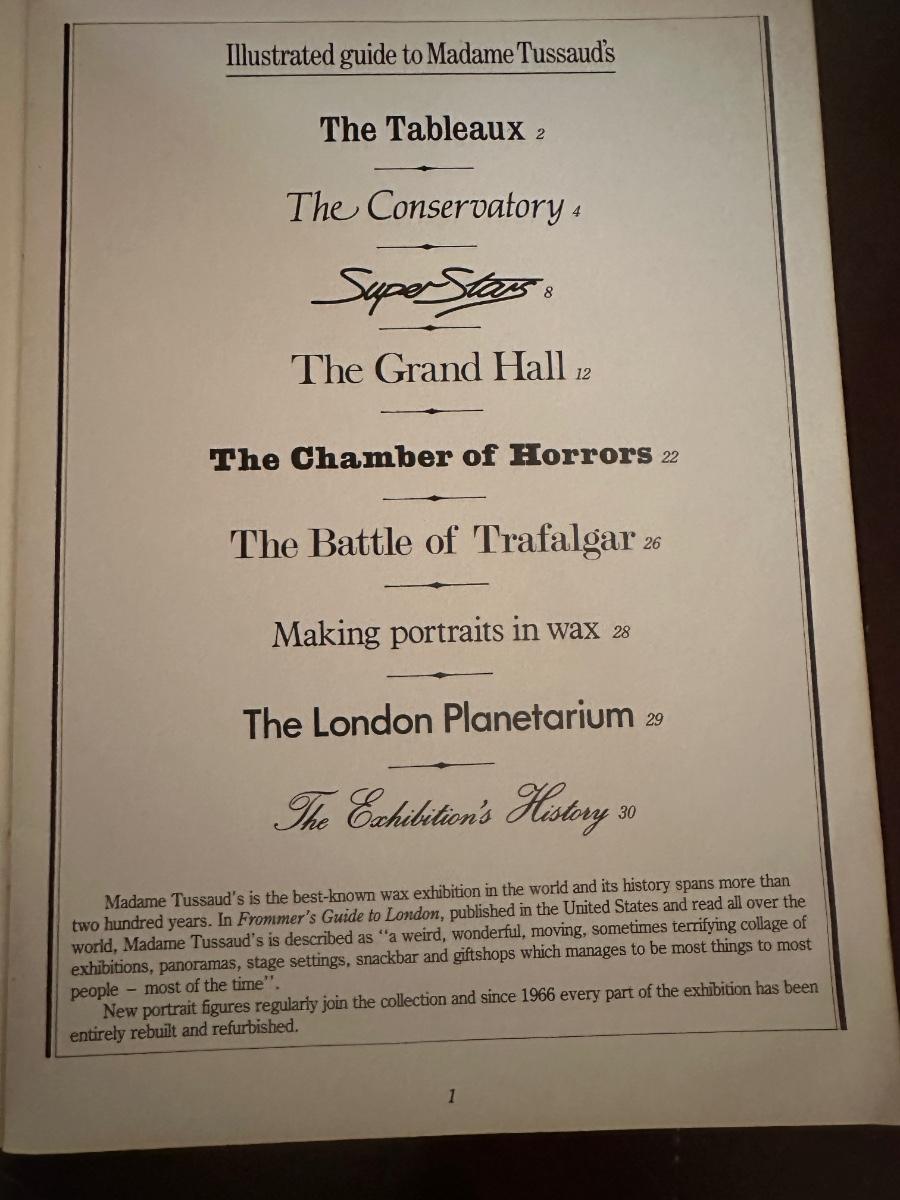 Illustrated guide to Madame Tussaud's
The Tableaux 2
The Conservatory 4
SuperStars 8
The Grand Hall 12
The Chamber of Horrors 22
The Battle of Trafalgar 26
Making portraits in wax 28
The London Planetarium 29
The Exhibition's History 30
Madame Tussaud's is the best-known wax exhibition in the world and its history spans more than
two hundred years. In Frommer's Guide to London, published in the United States and read all over the
world, Madame Tussaud's is described as "a weird, wonderful, moving, sometimes terrifying collage of
exhibitions, panoramas, stage settings, snackbar and giftshops which manages to be most things to most
people – most of the time".
New portrait figures regularly join the collection and since 1966 every part of the exhibition has been
entirely rebuilt and refurbished.
1